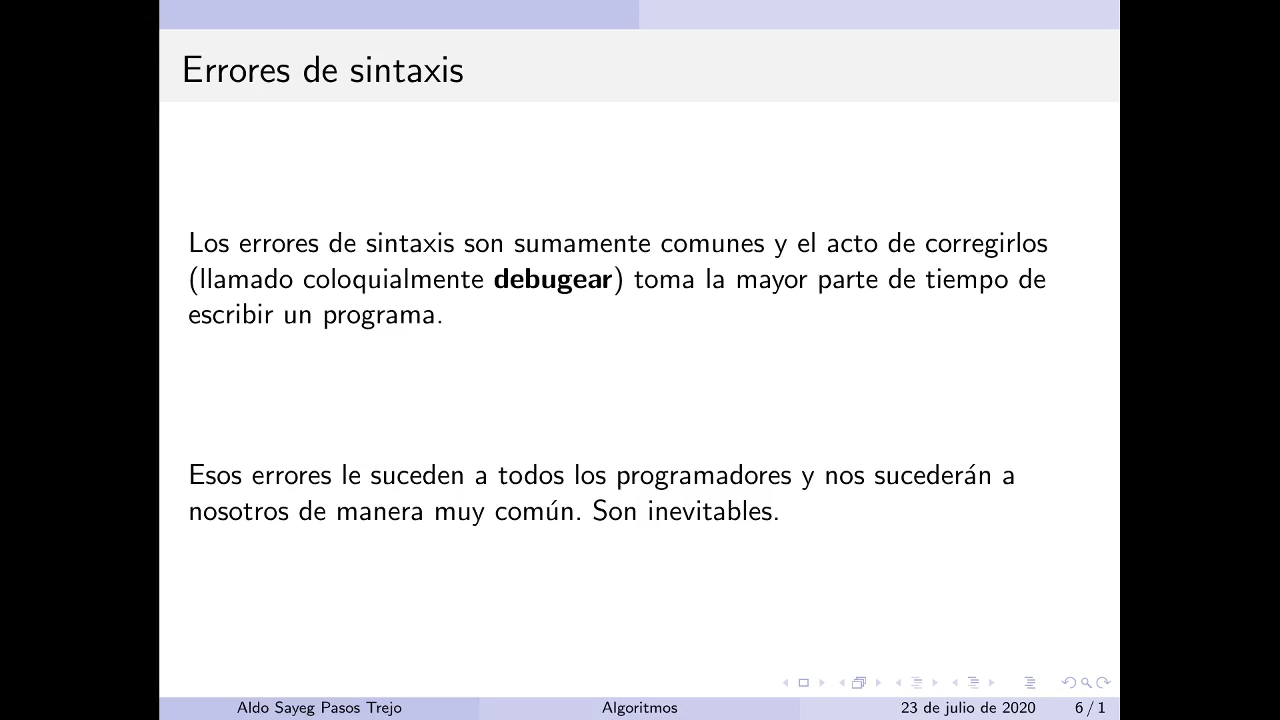 Errores de sintaxis
Los errores de sintaxis son sumamente comunes y el acto de corregirlos
(llamado coloquialmente debugear) toma la mayor parte de tiempo de
escribir un programa.
Esos errores le suceden a todos los programadores y nos sucederán a
nosotros de manera muy común. Son inevitables.
Aldo Sayeg Pasos Trejo
Algoritmos
23 de julio de 2020
6 / 1